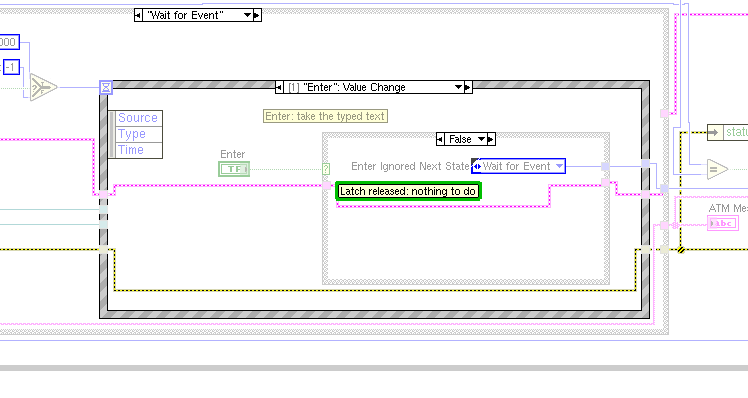 "Wait for Event"
000
-1
[1] "Enter": Value Change
Source
Type
Time
Enter: take the typed text
False
Enter
TF
?
Enter Ignored Next State
Wait for Event
Latch released: nothing to do
statu
=
ATM Me
abc